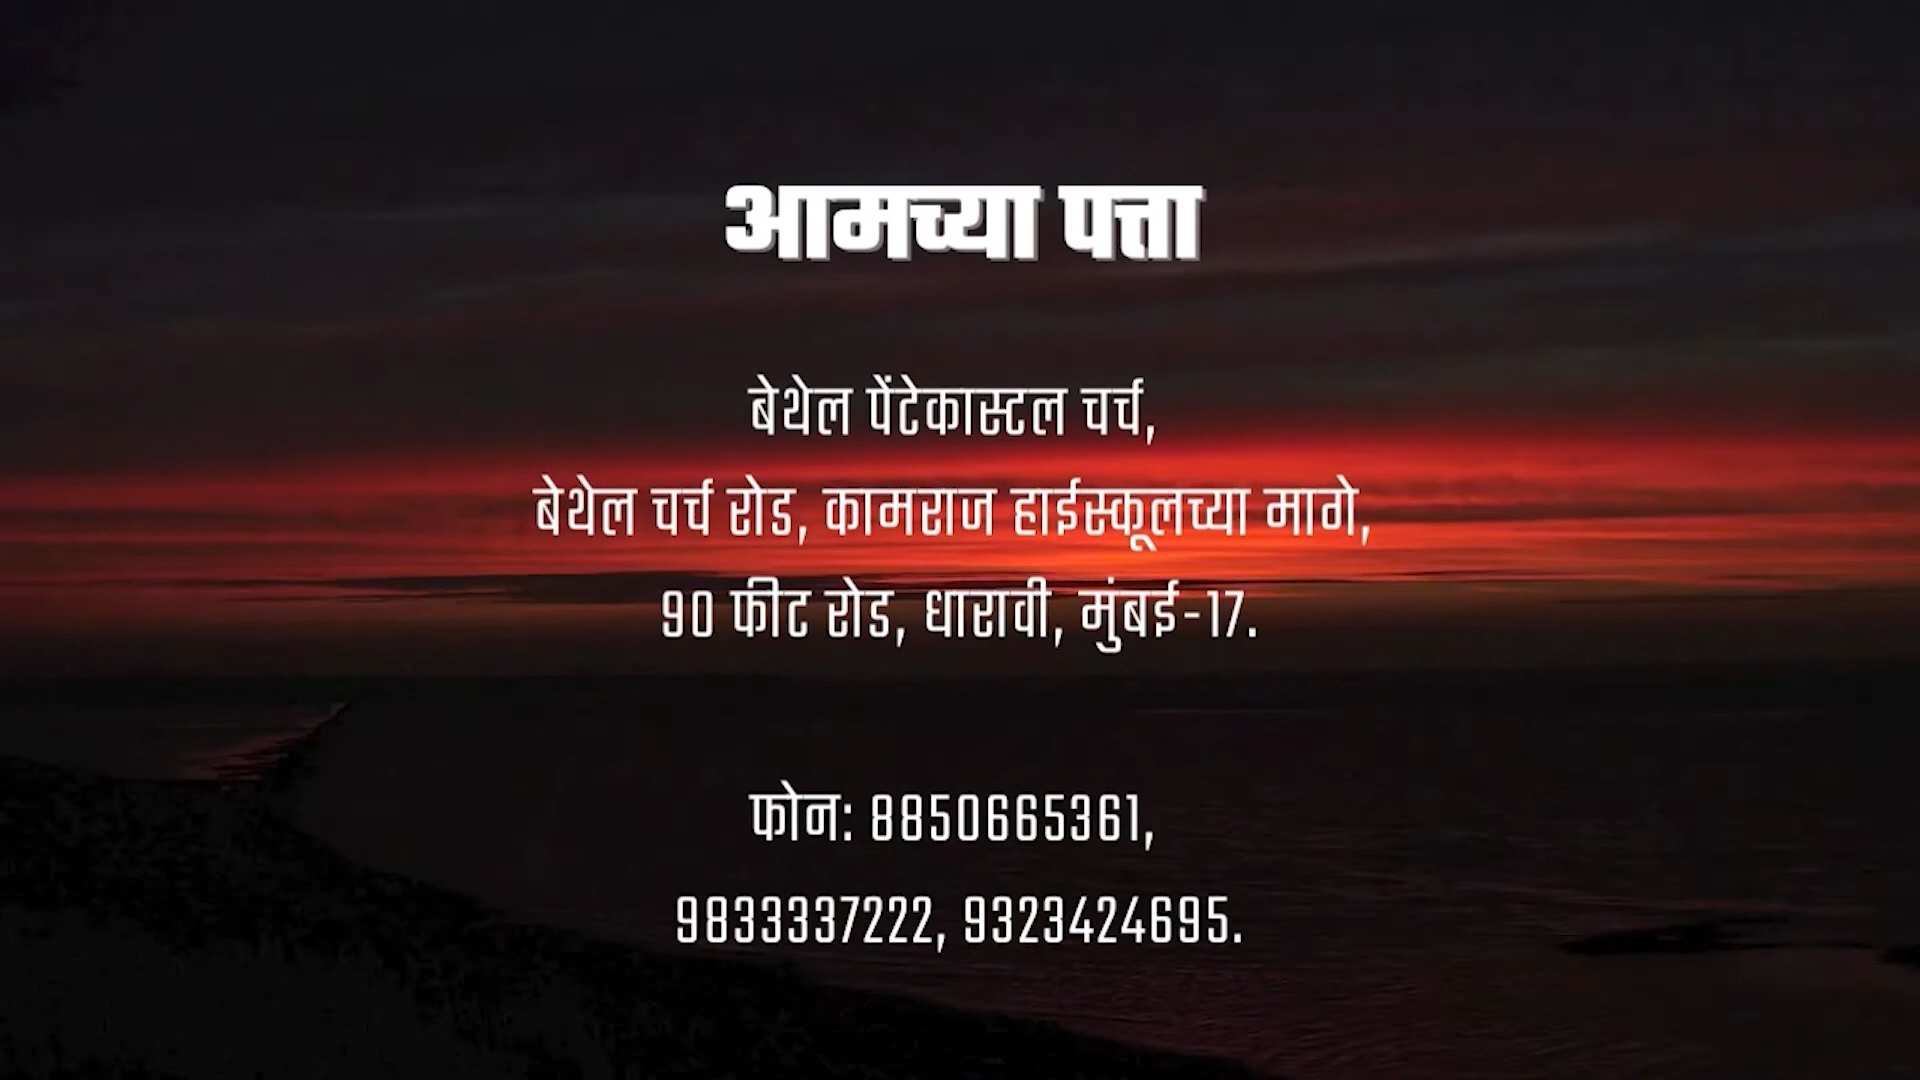 आमच्या पत्ता
बेथेल पेंटेकास्टल चर्च,
बेथेल चर्च रोड, कामराज हाईस्कूलच्या मागे,
90 फीट रोड, धारावी, मुंबई-17.
फोन: 8850665361,
9833337222, 9323424695.